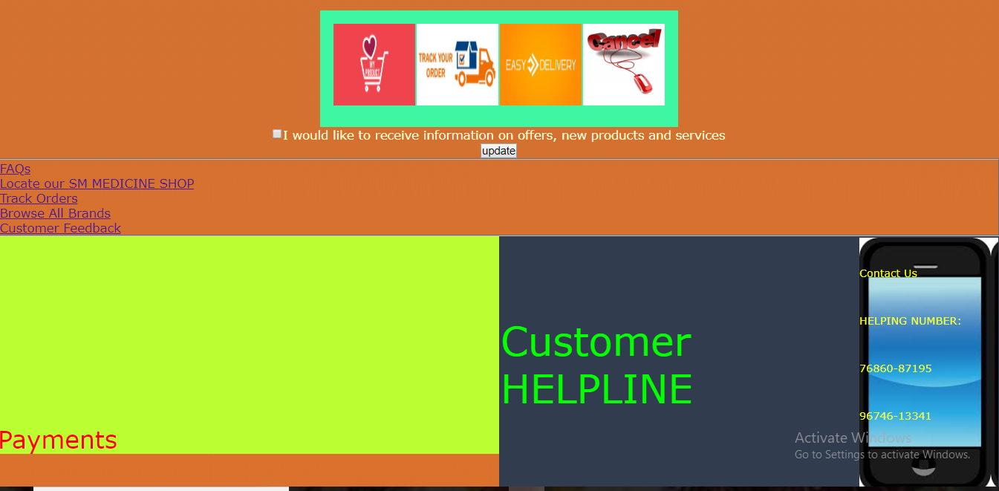 MY
PRODUCT
TRACK YOUR
ORDER
EASY DELIVERY
Cancel
I would like to receive information on offers, new products and services
update
FAQs
Locate our SM MEDICINE SHOP
Track Orders
Browse All Brands
Customer Feedback
Payments
Customer
HELPLINE
Contact Us
HELPING NUMBER:
76860-87195
96746-13341
Activate Windows
Go to Settings to activate Windows.